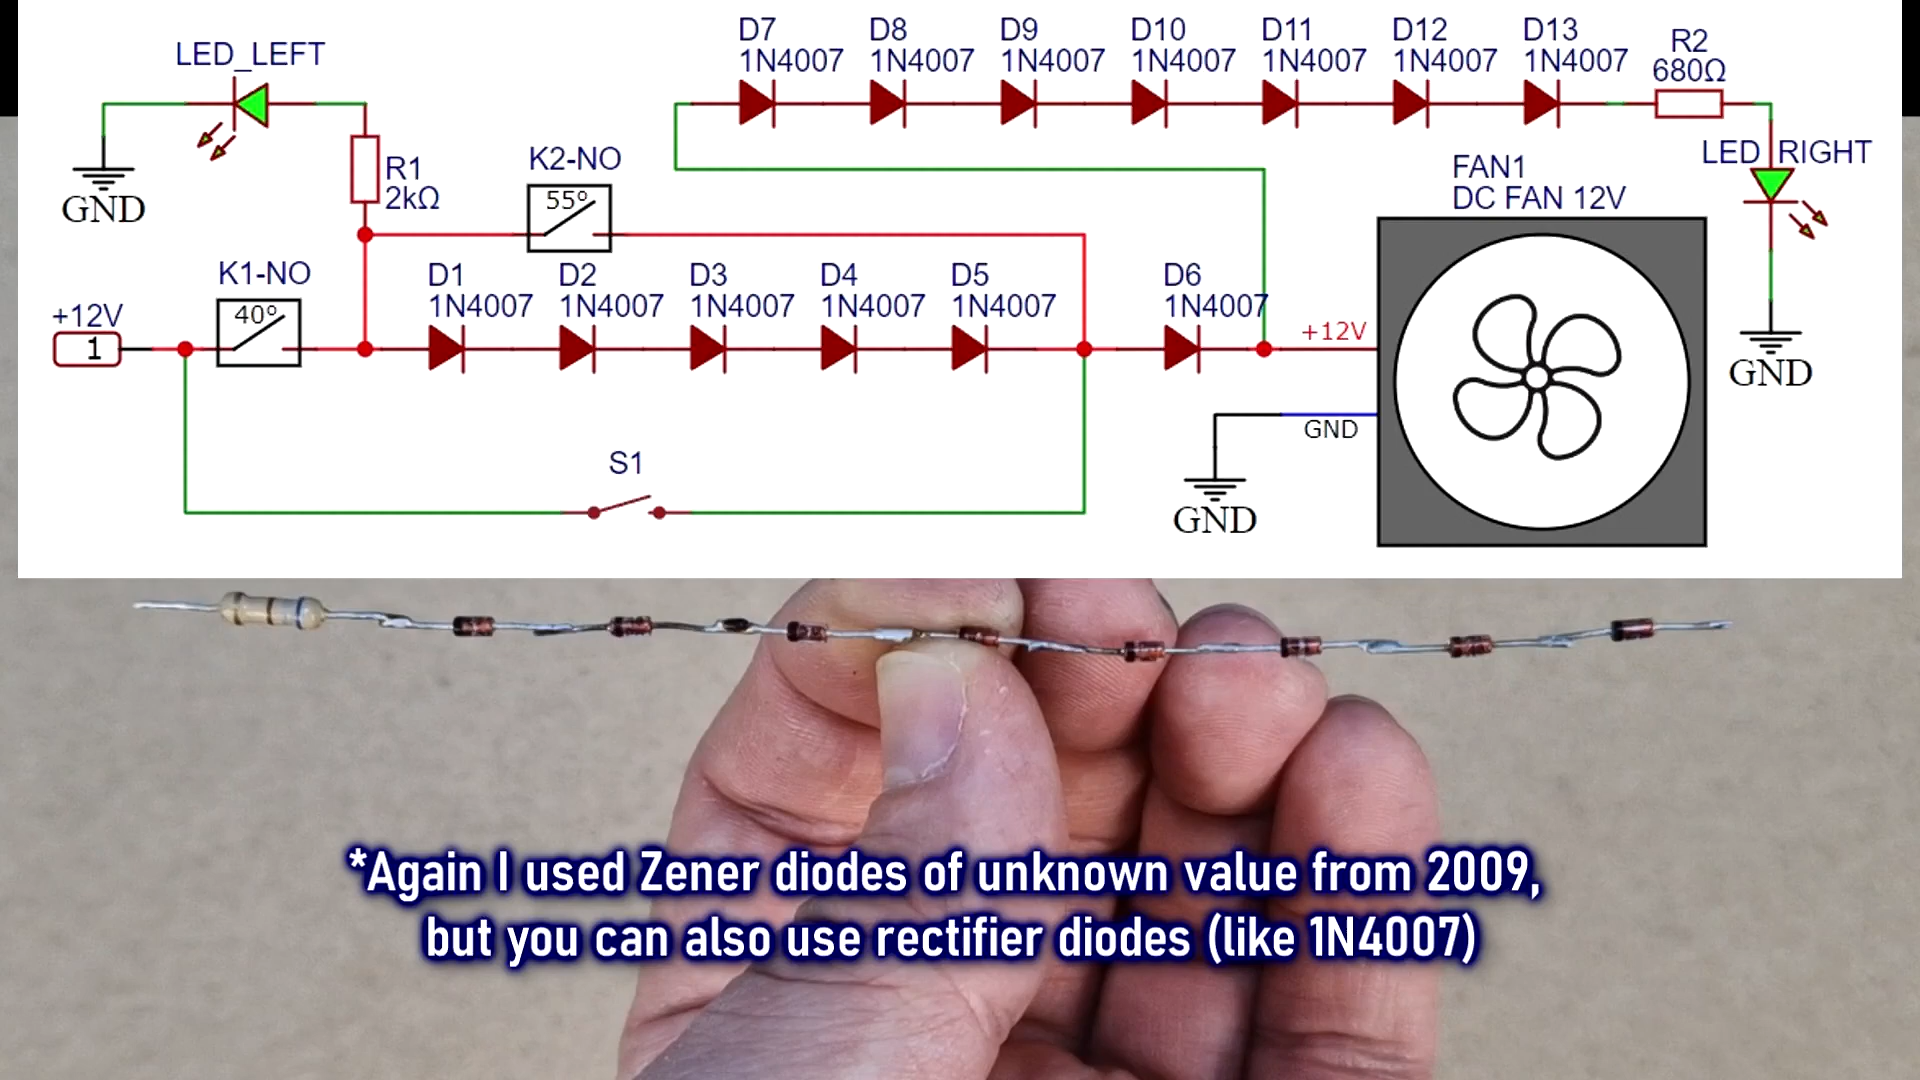 LED_LEFT
GND
R1
2kΩ
K2-NO
55º
K1-NO
40º
+12V
1
D1
1N4007
D2
1N4007
D3
1N4007
D4
1N4007
D5
1N4007
D6
1N4007
D7
1N4007
D8
1N4007
D9
1N4007
D10
1N4007
D11
1N4007
D12
1N4007
D13
1N4007
R2
680Ω
LED_RIGHT
GND
FAN1
DC FAN 12V
+12V
GND
GND
S1
*Again I used Zener diodes of unknown value from 2009,
but you can also use rectifier diodes (like 1N4007)